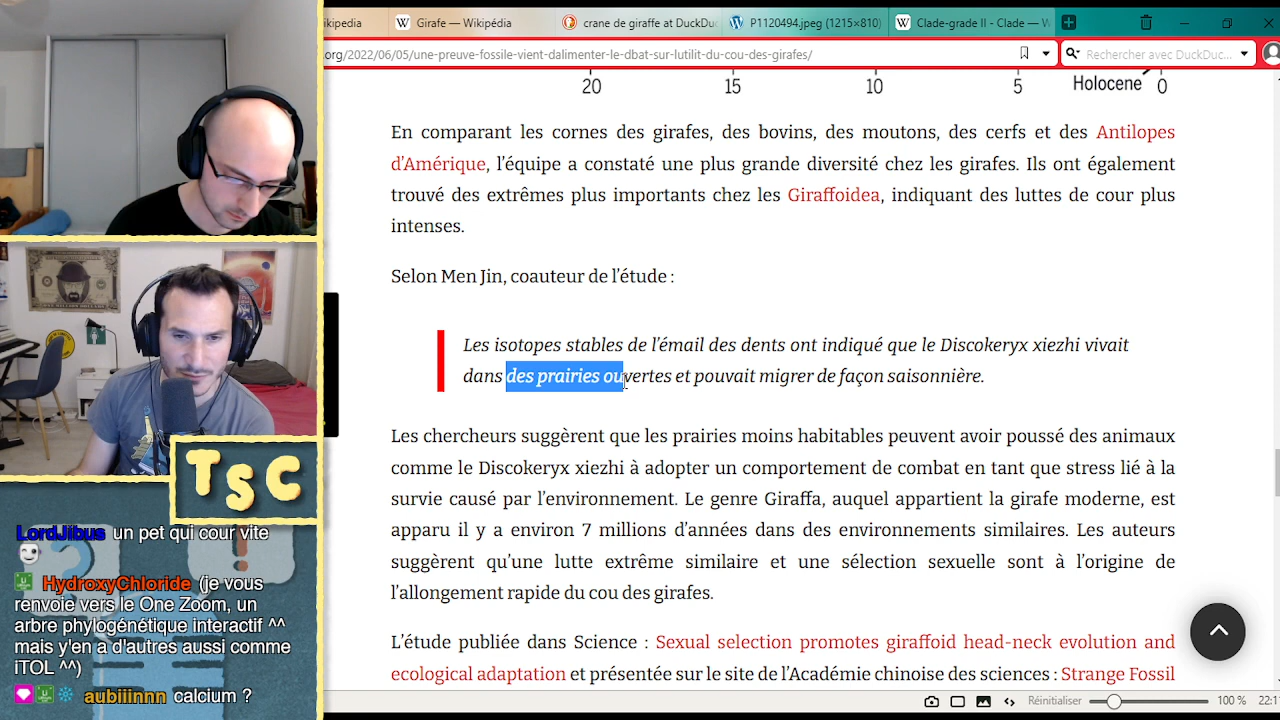 ikipedia
Girafe — Wikipédia
crane de giraffe at DuckDuc
P1120494.jpeg (1215×810)
Clade-grade II - Clade — W
org/2022/06/05/une-preuve-fossile-vient-dalimenter-le-dbat-sur-lutilit-du-cou-des-girafes/
Rechercher avec DuckDuc...
Holocene
20 15 10 5 0
En comparant les cornes des girafes, des bovins, des moutons, des cerfs et des Antilopes
d’Amérique, l’équipe a constaté une plus grande diversité chez les girafes. Ils ont également
trouvé des extrêmes plus importants chez les Giraffoidea, indiquant des luttes de cour plus
intenses.
Selon Men Jin, coauteur de l’étude :
Les isotopes stables de l’émail des dents ont indiqué que le Discokeryx xiezhi vivait
dans des prairies ouvertes et pouvait migrer de façon saisonnière.
Les chercheurs suggèrent que les prairies moins habitables peuvent avoir poussé des animaux
comme le Discokeryx xiezhi à adopter un comportement de combat en tant que stress lié à la
survie causé par l’environnement. Le genre Giraffa, auquel appartient la girafe moderne, est
apparu il y a environ 7 millions d’années dans des environnements similaires. Les auteurs
suggèrent qu’une lutte extrême similaire et une sélection sexuelle sont à l’origine de
l’allongement rapide du cou des girafes.
L’étude publiée dans Science : Sexual selection promotes giraffoid head-neck evolution and
ecological adaptation et présentée sur le site de l’Académie chinoise des sciences : Strange Fossil
Réinitialiser
100 %
22:1
TSC
LordJibus un pet qui cour vite
HydroxyChloride (je vous
renvoie vers le One Zoom, un
arbre phylogénétique interactif ^^
mais y'en a d'autres aussi comme
iTOL ^^)
aubiiinnn calcium ?